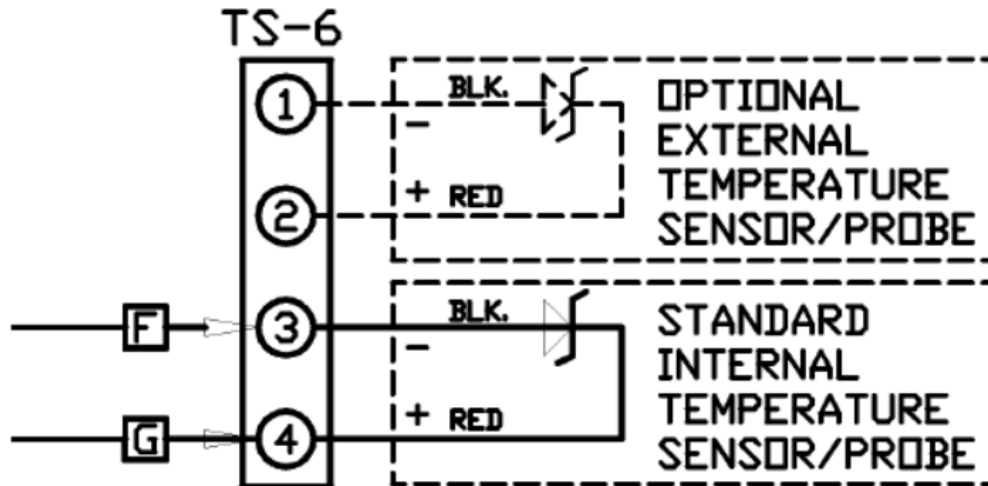 TS-6
1
BLK.
-
OPTIONAL
EXTERNAL
TEMPERATURE
SENSOR/PROBE
2
+ RED
F
3
BLK.
-
STANDARD
INTERNAL
TEMPERATURE
SENSOR/PROBE
G
4
+ RED